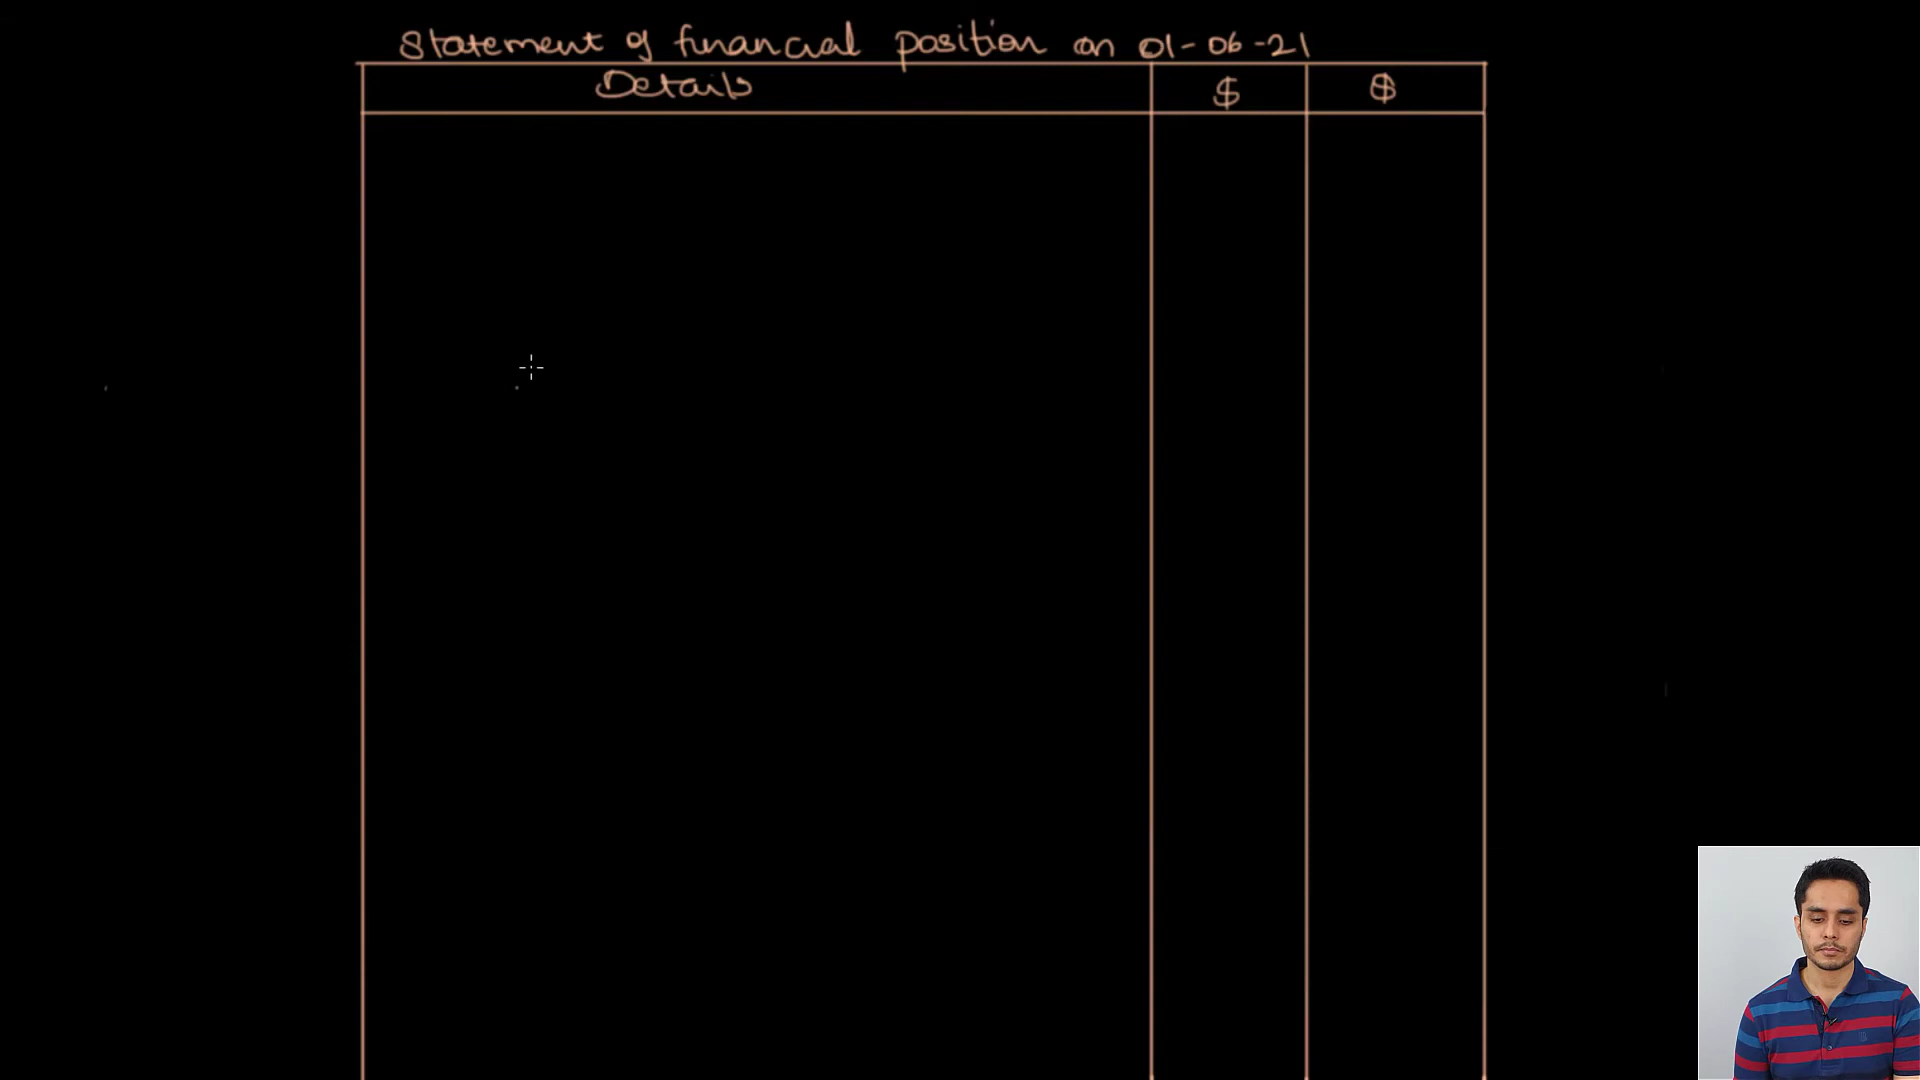 Statement of financial position on 01-06-21
Details $ $